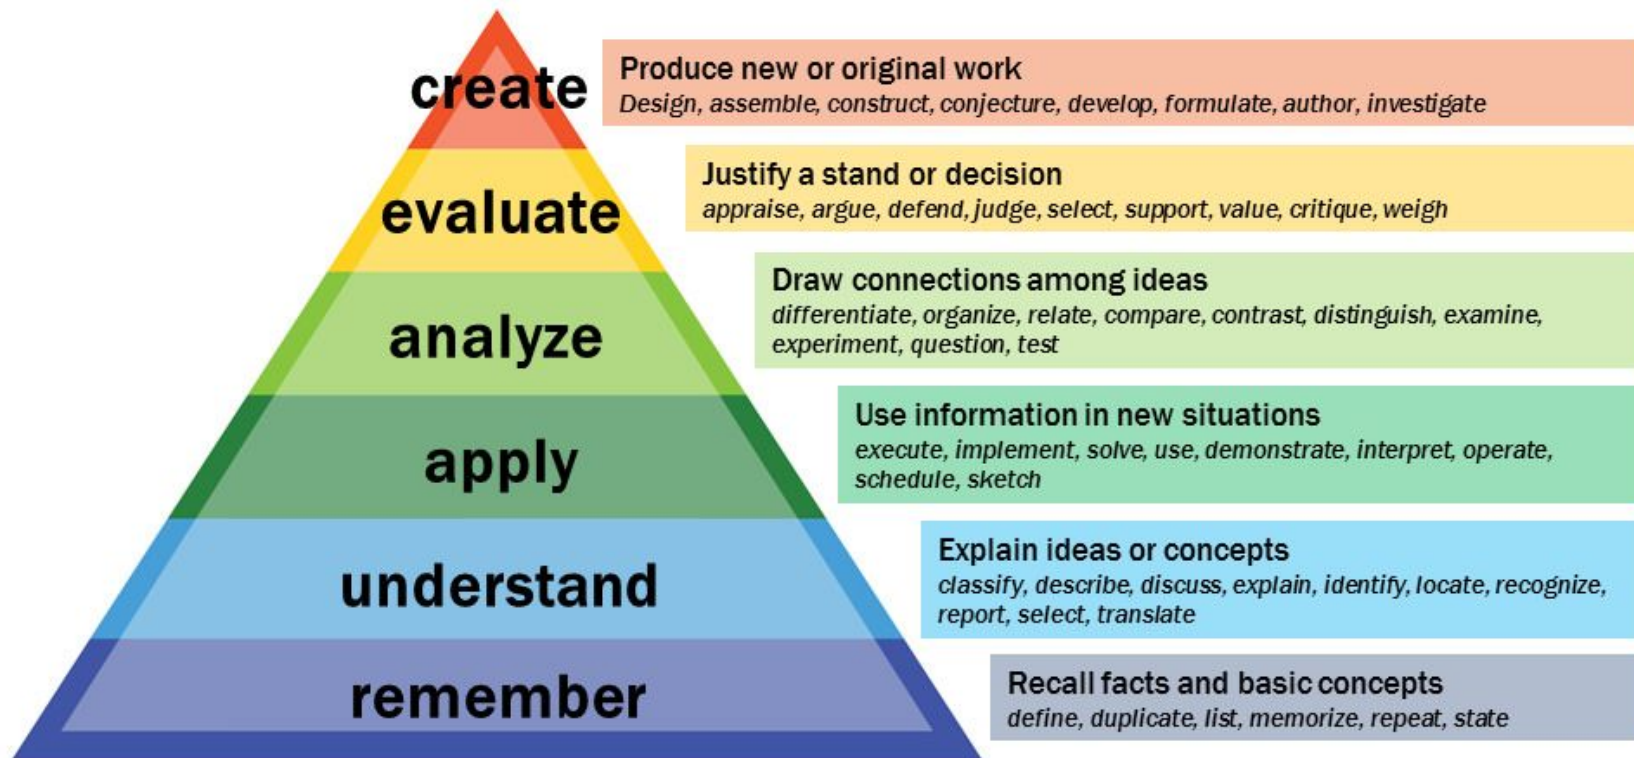 create
Produce new or original work
Design, assemble, construct, conjecture, develop, formulate, author, investigate
evaluate
Justify a stand or decision
appraise, argue, defend, judge, select, support, value, critique, weigh
analyze
Draw connections among ideas
differentiate, organize, relate, compare, contrast, distinguish, examine,
experiment, question, test
apply
Use information in new situations
execute, implement, solve, use, demonstrate, interpret, operate,
schedule, sketch
understand
Explain ideas or concepts
classify, describe, discuss, explain, identify, locate, recognize,
report, select, translate
remember
Recall facts and basic concepts
define, duplicate, list, memorize, repeat, state